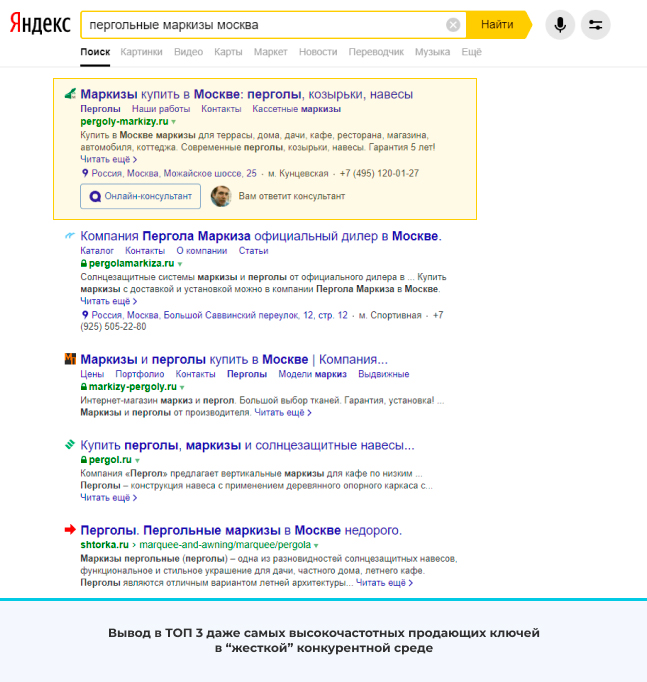 Яндекс
пергольные маркизы москва
Найти
Поиск Картинки Видео Карты Маркет Новости Переводчик Музыка Ещё
Маркизы купить в Москве: перголы, козырьки, навесы
Перголы Наши работы Контакты Кассетные маркизы
pergoly-markizy.ru
Купить в Москве маркизы для террасы, дома, дачи, кафе, ресторана, магазина,
автомобиля, коттеджа. Современные перголы, козырьки, навесы. Гарантия 5 лет!
Читать ещё >
Россия, Москва, Можайское шоссе, 25 · м. Кунцевская · +7 (495) 120-01-27
Онлайн-консультант Вам ответит консультант
Компания Пергола Маркиза официальный дилер в Москве.
Каталог Контакты О компании Статьи
pergolamarkiza.ru
Солнцезащитные системы маркизы и перголы от официального дилера в ... Купить
маркизы с доставкой и установкой можно в компании Пергола Маркиза в Москве.
Читать ещё >
Россия, Москва, Большой Саввинский переулок, 12, стр. 12 · м. Спортивная · +7
(925) 505-22-80
Маркизы и перголы купить в Москве | Компания...
Цены Портфолио Контакты Перголы Модели маркиз Выдвижные
markizy-pergoly.ru
Интернет-магазин маркиз и пергол. Большой выбор тканей. Гарантия, установка! ...
Маркизы и перголы от производителя. Читать ещё >
Купить перголы, маркизы и солнцезащитные навесы...
pergol.ru
Компания «Пергол» предлагает вертикальные маркизы для кафе по низким ...
Перголы – конструкция навеса с применением деревянного опорного каркаса с...
Читать ещё >
Перголы. Пергольные маркизы в Москве недорого.
shtorka.ru › marquee-and-awning/marquee/pergola
Маркизы пергольные (перголы) – одна из разновидностей солнцезащитных навесов,
функциональное и стильное украшение для дачи, частного дома, летнего кафе.
Перголы являются отличным вариантом летней архитектуры... Читать ещё >
Вывод в ТОП 3 даже самых высокочастотных продающих ключей
в “жесткой” конкурентной среде